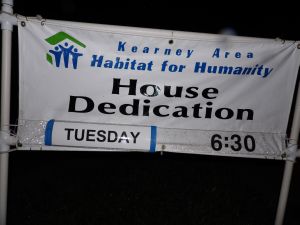 Kearney Area
Habitat for Humanity
House
Dedication
TUESDAY 6:30